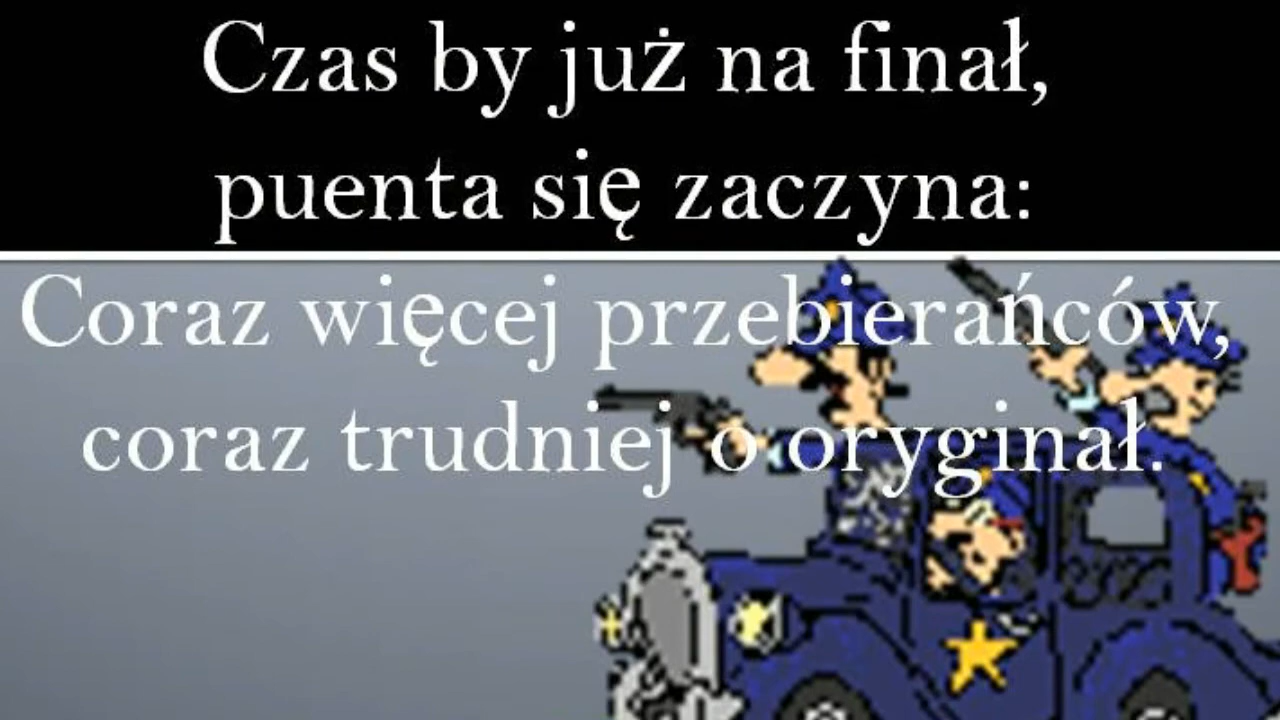 Czas by już na finał,
puenta się zaczyna:
Coraz więcej przebierańców,
coraz trudniej o oryginał.